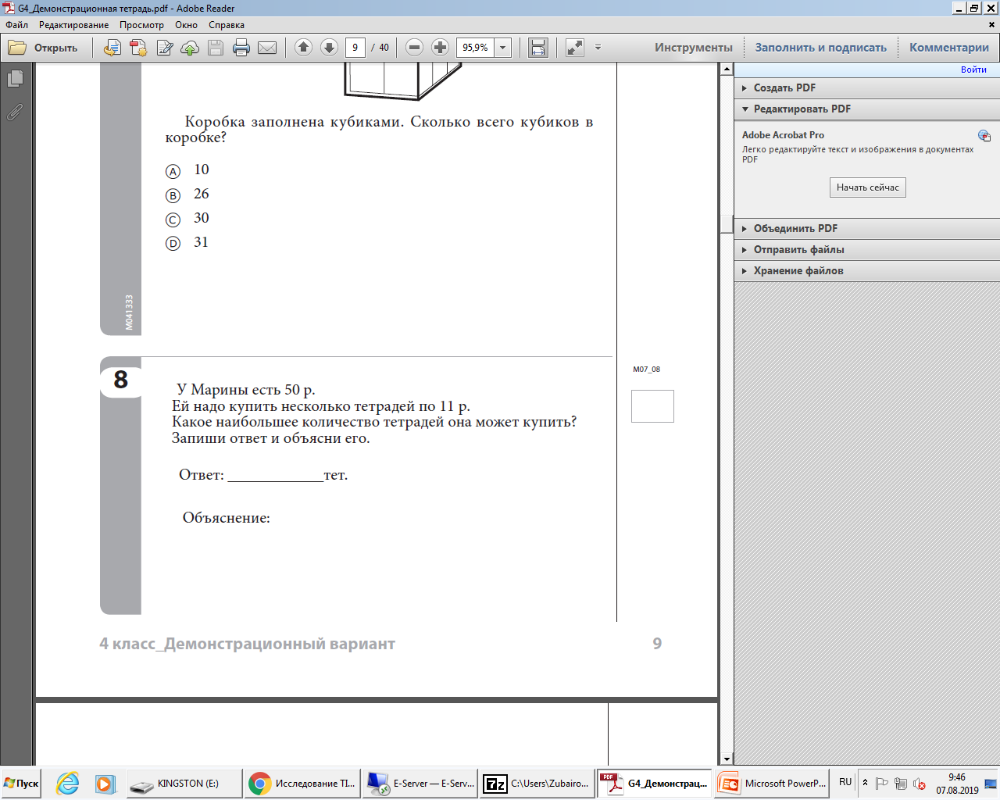 G4_Демонстрационная тетрадь.pdf - Adobe Reader
Файл Редактирование Просмотр Окно Справка
Открыть 9 / 40 95,9% Инструменты Заполнить и подписать Комментарии
Войти
Создать PDF
Редактировать PDF
Adobe Acrobat Pro
Легко редактируйте текст и изображения в документах
PDF
Начать сейчас
Объединить PDF
Отправить файлы
Хранение файлов
Коробка заполнена кубиками. Сколько всего кубиков в
коробке?
A 10
B 26
C 30
D 31
M041333
8
M07_08
У Марины есть 50 р.
Ей надо купить несколько тетрадей по 11 р.
Какое наибольшее количество тетрадей она может купить?
Запиши ответ и объясни его.
Ответ: ____________тет.
Объяснение:
4 класс_Демонстрационный вариант 9
Пуск KINGSTON (E:) Исследование TI... E-Server — E-Serv... 7z C:\Users\Zubairo... PDF G4_Демонстрац... Microsoft PowerP... RU 9:46
07.08.2019